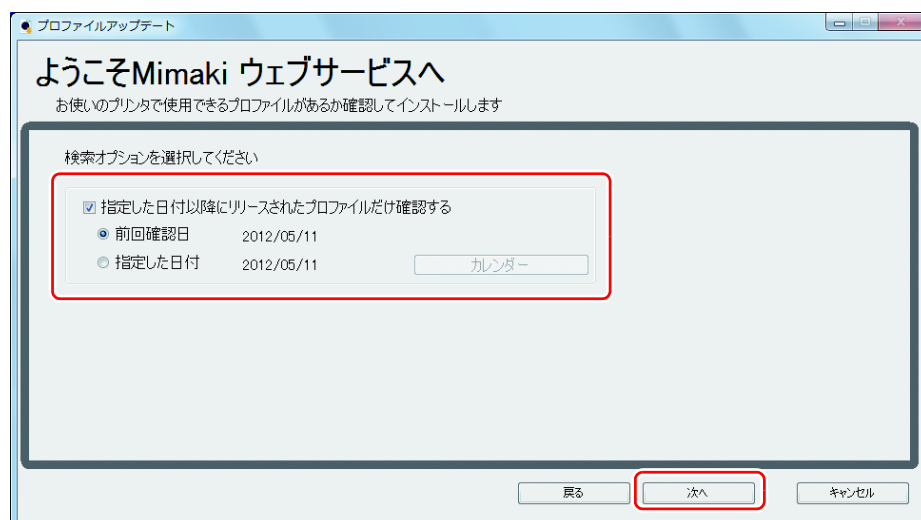 プロファイルアップデート
ようこそMimaki ウェブサービスへ
お使いのプリンタで使用できるプロファイルがあるか確認してインストールします
検索オプションを選択してください
指定した日付以降にリリースされたプロファイルだけ確認する
前回確認日 2012/05/11
指定した日付 2012/05/11 カレンダー
戻る 次へ キャンセル